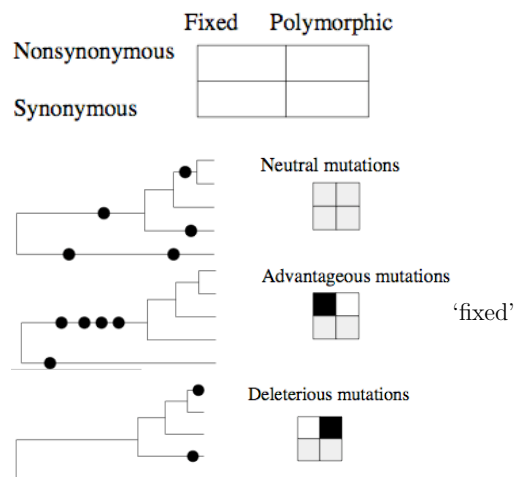 Fixed Polymorphic
Nonsynonymous
Synonymous
Neutral mutations
Advantageous mutations
'fixed'
Deleterious mutations